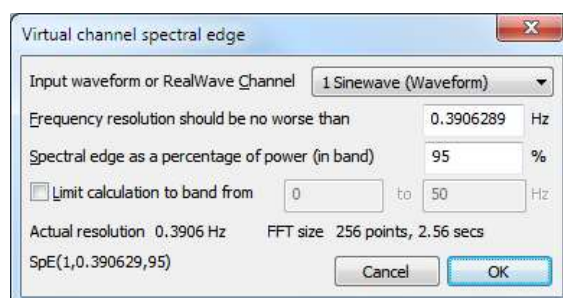 Virtual channel spectral edge
Input waveform or RealWave Channel 1 Sinewave (Waveform)
Frequency resolution should be no worse than 0.3906289 Hz
Spectral edge as a percentage of power (in band) 95 %
Limit calculation to band from 0 to 50 Hz
Actual resolution 0.3906 Hz FFT size 256 points, 2.56 secs
SpE(1,0.390629,95)
Cancel OK